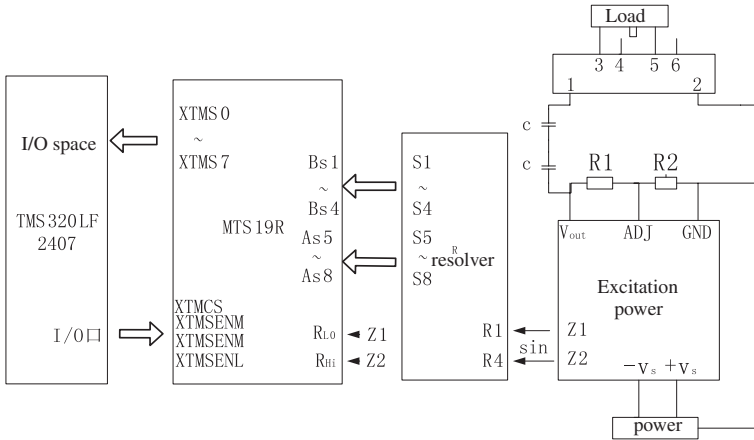 Load
3 4 5 6
1 2
c
c
R1 R2
Vout ADJ GND
Excitation
power
Z1
Z2
−Vs +Vs
power
I/O space
TMS320LF
2407
I/O口
XTMS0
~
XTMS7
MTS19R
Bs1
~
Bs4
As5
~
As8
XTMCS
XTMSENM
XTMSENM
XTMSENL
RL0
RHi
Z1
Z2
S1
~
S4
S5
~
S8
R
resolver
R1
R4
sin